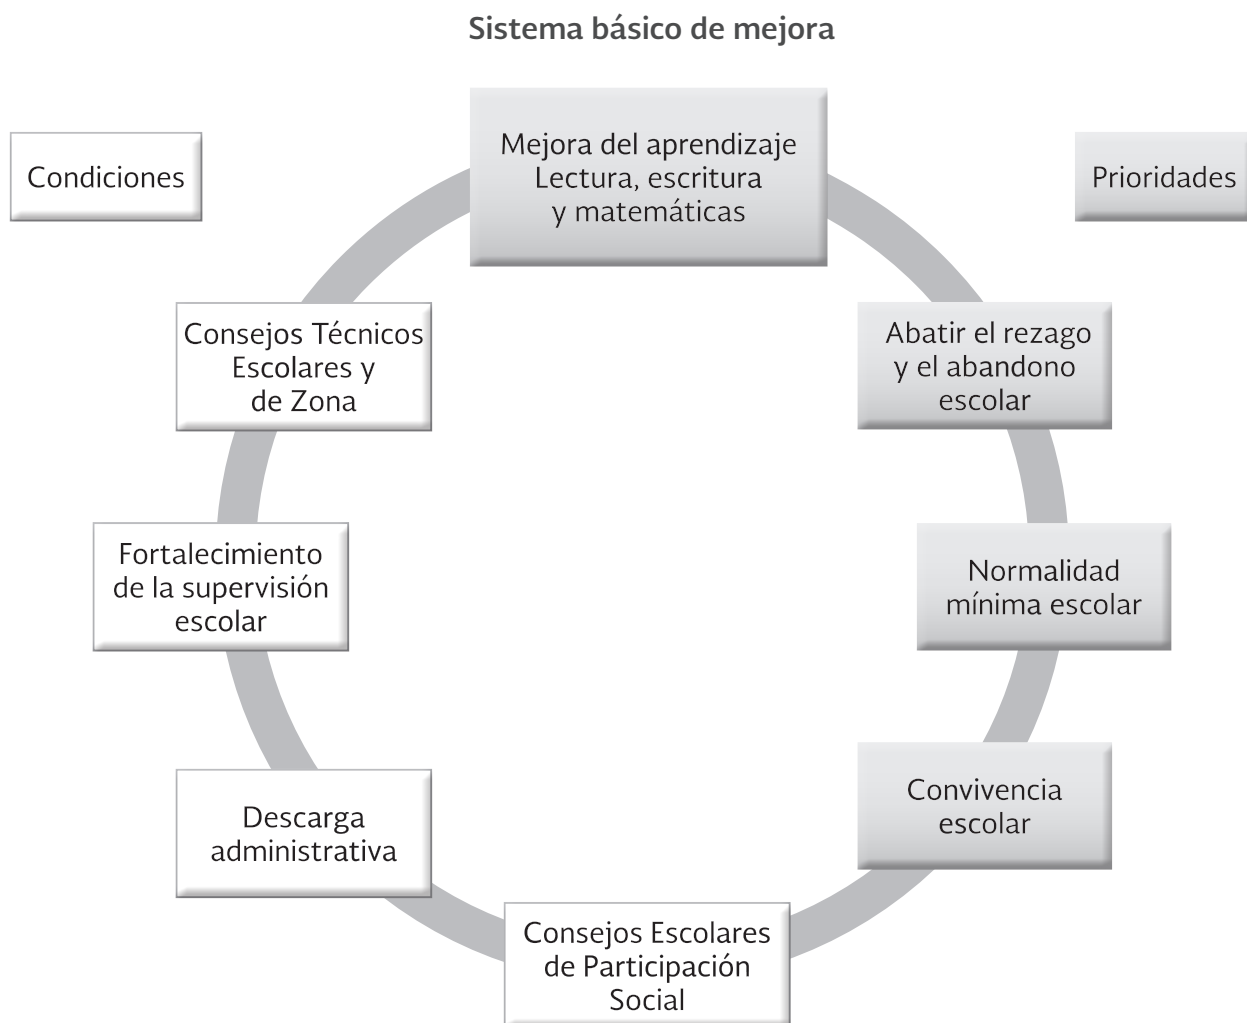 Sistema básico de mejora
Condiciones
Mejora del aprendizaje
Lectura, escritura
y matemáticas
Prioridades
Consejos Técnicos
Escolares y
de Zona
Abatir el rezago
y el abandono
escolar
Fortalecimiento
de la supervisión
escolar
Normalidad
mínima escolar
Descarga
administrativa
Convivencia
escolar
Consejos Escolares
de Participación
Social